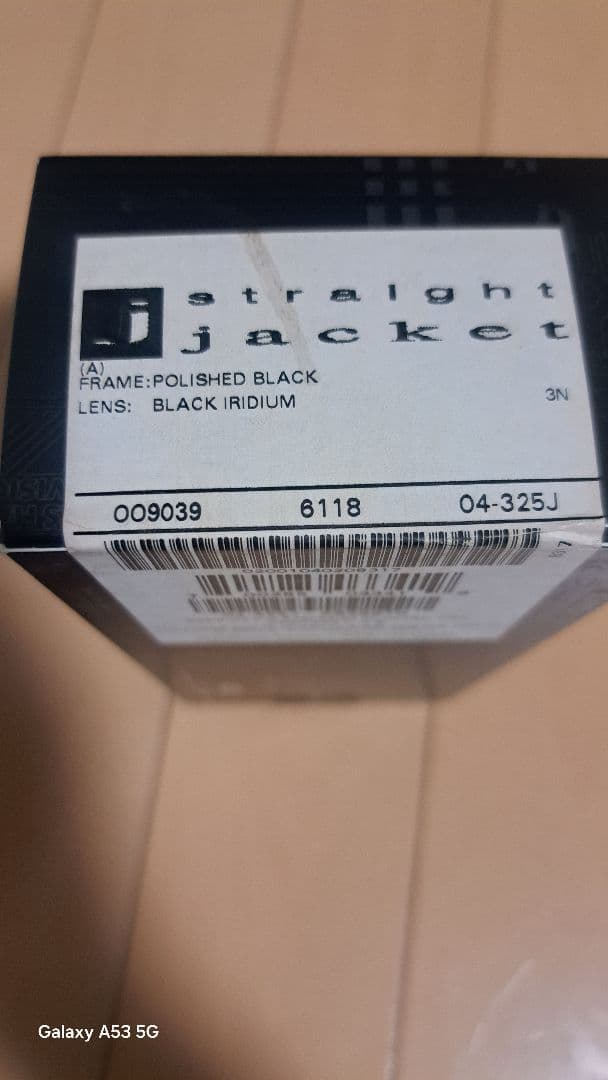 j straight
jacket
(A)
FRAME:POLISHED BLACK
LENS: BLACK IRIDIUM
3N
009039 6118 04-325J
Galaxy A53 5G